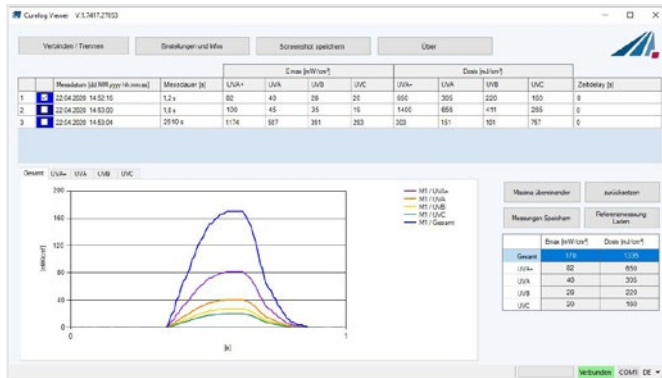 Curelog Viewer V.1.7417.27053
Verbinden / Trennen Einstellungen und Infos Screenshot speichern Über
Emax [mW/cm²] Dosis [mJ/cm²]
Messdatum [dd.MM.yyyy hh:mm:ss] Messdauer [s] UVA+ UVA UVB UVC UVA+ UVA UVB UVC Zeitdelay [s]
1 22.04.2020 14:52:15 1,2 s 82 40 28 20 650 305 220 160 0
2 22.04.2020 14:53:00 1,8 s 100 45 35 1400 655 411 255 0
3 22.04.2020 14:53:04 2510 s 1174 587 351 253 303 151 101 757 0
Gesamt UVA+ UVA UVB UVC
200
160
120
80
40
0
[mW/cm²]
0 1
[s]
M1 / UVA+
M1 / UVA
M1 / UVB
M1 / UVC
M1 / Gesamt
Maxima übereinander zurücksetzen
Messungen Speichern Referenzmessung Laden
Emax [mW/cm²] Dosis [mJ/cm²]
Gesamt 170 1335
UVA+ 82 650
UVA 40 305
UVB 28 220
UVC 20 160
Verbunden COM1 DE